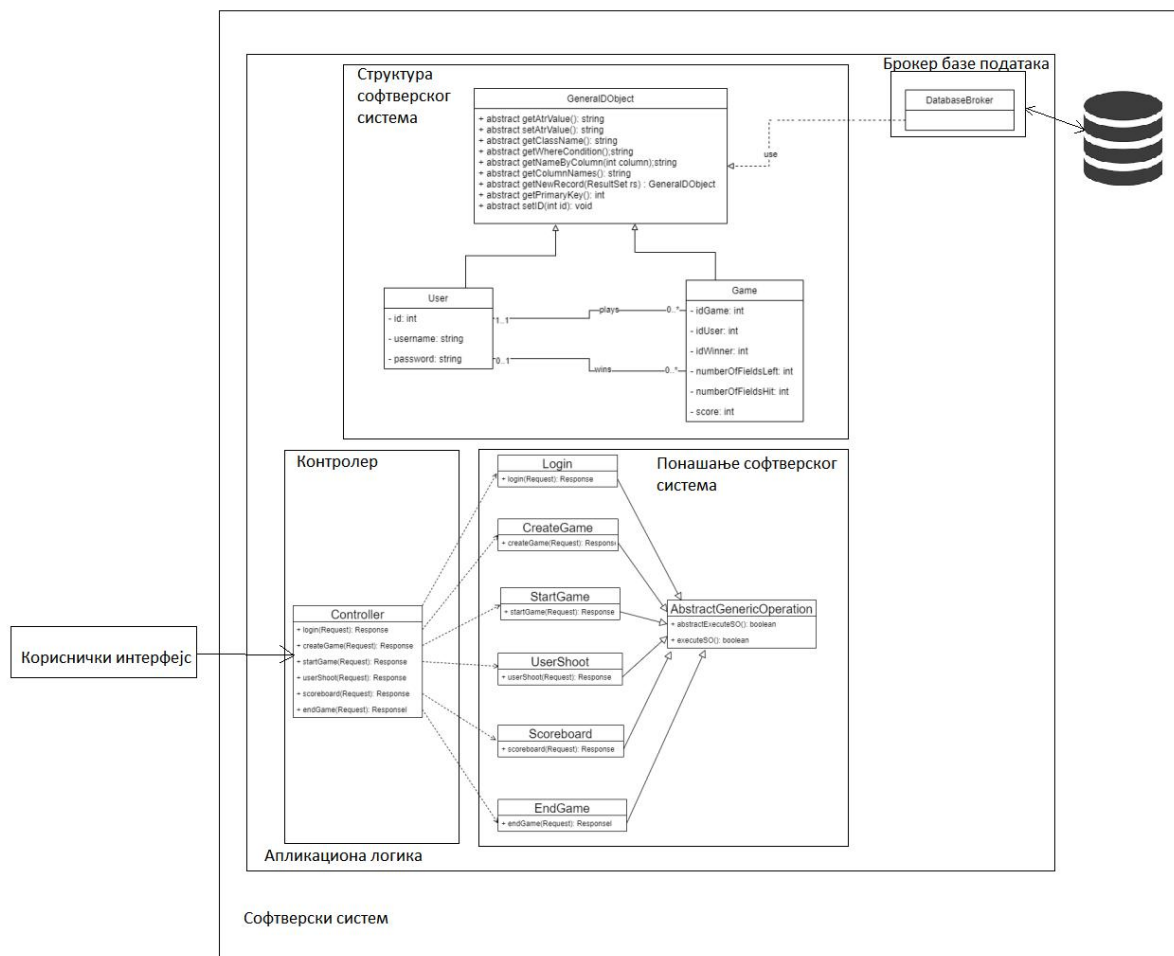 Структура
софтверског
система
GeneralDObject
+ abstract getAtrValue(): string
+ abstract setAtrValue(): string
+ abstract getClassName(): string
+ abstract getWhereCondition();string
+ abstract getNameByColumn(int column);string
+ abstract getColumnNames(): string
+ abstract getNewRecord(ResultSet rs) : GeneralDObject
+ abstract getPrimaryKey(): int
+ abstract setID(int id): void
Брокер базе података
DatabaseBroker
use
User
- id: int
- username: string
- password: string
1..1
plays
0..*
0..1
wins
0..*
Game
- idGame: int
- idUser: int
- idWinner: int
- numberOfFieldsLeft: int
- numberOfFieldsHit: int
- score: int
Контролер
Controller
+ login(Request): Response
+ createGame(Request): Response
+ startGame(Request): Response
+ userShoot(Request): Response
+ scoreboard(Request): Response
+ endGame(Request): Responsel
Понашање софтверског
система
Login
+ login(Request): Response
CreateGame
+ createGame(Request): Response
StartGame
+ startGame(Request): Response
UserShoot
+ userShoot(Request): Response
Scoreboard
+ scoreboard(Request): Response
EndGame
+ endGame(Request): Responsel
AbstractGenericOperation
+ abstractExecuteSO(): boolean
+ executeSO(): boolean
Кориснички интерфејс
Апликациона логика
Софтверски систем